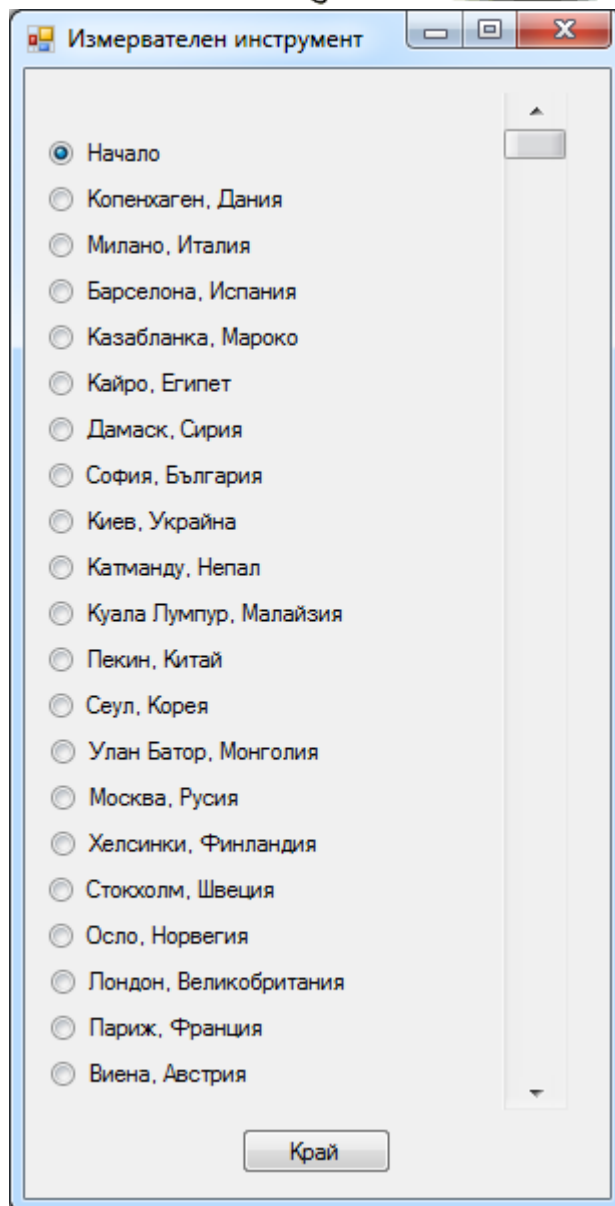 Измервателен инструмент
Начало
Копенхаген, Дания
Милано, Италия
Барселона, Испания
Казабланка, Мароко
Кайро, Египет
Дамаск, Сирия
София, България
Киев, Украйна
Катманду, Непал
Куала Лумпур, Малайзия
Пекин, Китай
Сеул, Корея
Улан Батор, Монголия
Москва, Русия
Хелсинки, Финландия
Стокхолм, Швеция
Осло, Норвегия
Лондон, Великобритания
Париж, Франция
Виена, Австрия
Край